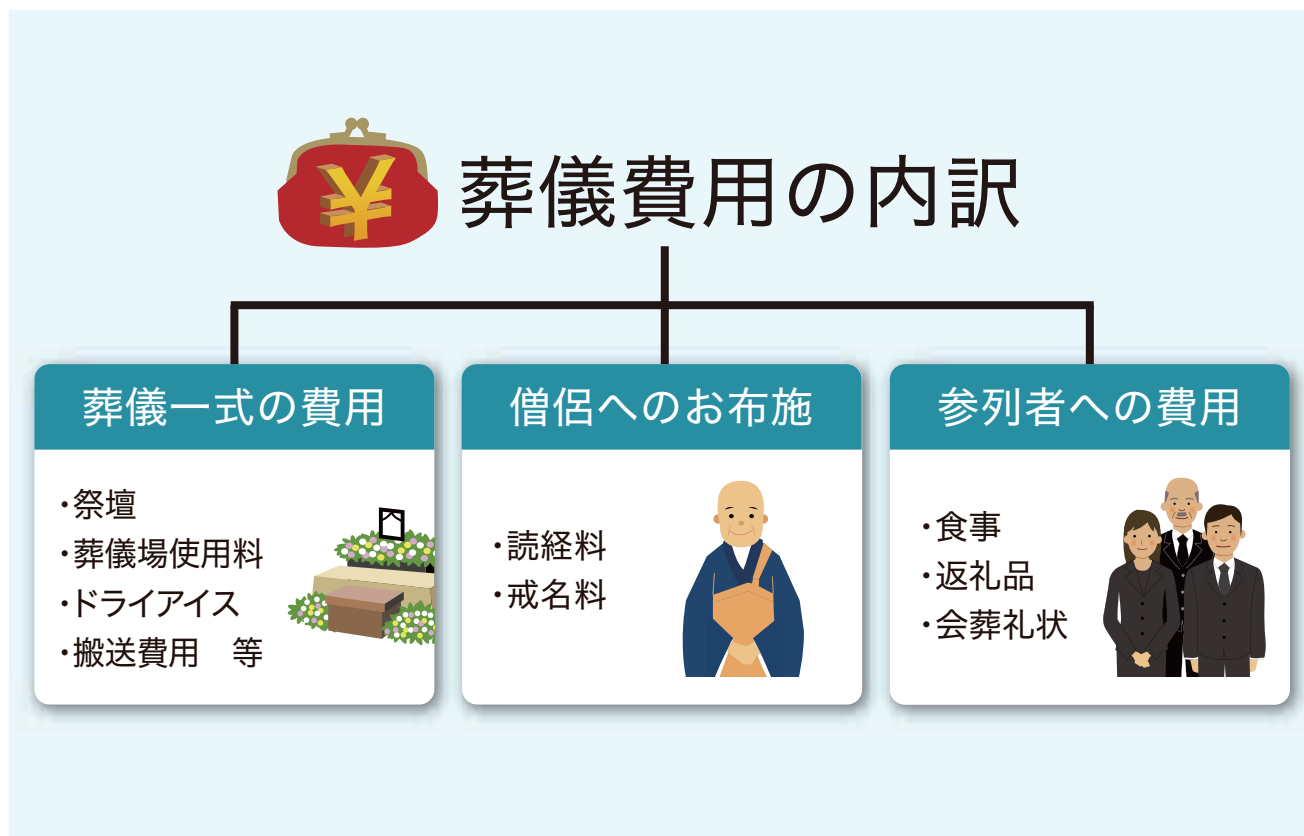 ¥
葬儀費用の内訳
葬儀一式の費用
・祭壇
・葬儀場使用料
・ドライアイス
・搬送費用　等
僧侶へのお布施
・読経料
・戒名料
参列者への費用
・食事
・返礼品
・会葬礼状